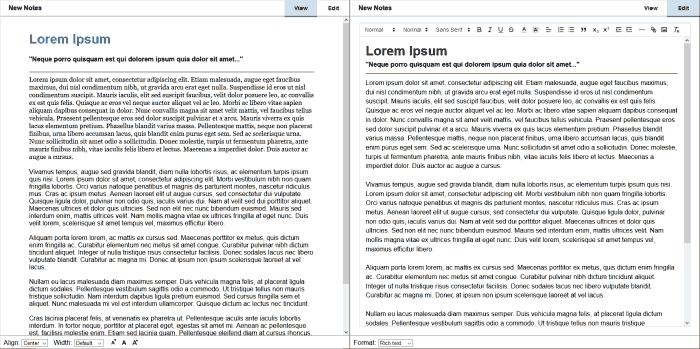 New Notes
View
Edit
Lorem Ipsum
"Neque porro quisquam est qui dolorem ipsum quia dolor sit amet..."
Lorem ipsum dolor sit amet, consectetur adipiscing elit. Etiam malesuada, augue eget faucibus
maximus, dui nisl condimentum nibh, ut gravida arcu erat eget sapien. Suspendisse id eros ut nisl
condimentum suscipit. Maecenas tristique, elit sed suscipit faucibus, velit dolor posuere leo, ac iaculis
ex est quis felis. Quisque ac eros vel neque auctor aliquet vel ac leo. Morbi ac libero vitae sapien
aliquam dapibus consequat in dolor. Nunc convallis magna sit amet velit mattis, vel faucibus tellus
vehicula. Praesent pellentesque eros sed dolor suscipit pulvinar et a arcu. Mauris viverra ex quis
lacus elementum pretium. Phasellus vel turpis neque. Fusce maximus, nunc a pulvinar placerat neque
finibus, urna libero accumsan lacus, quis blandit enim purus eget sem. Sed ac scelerisque urna.
Nunc sollicitudin sit amet odio a sollicitudin. Donec molestie, turpis ut fermentum pharetra, ante
mauris finibus nibh, vitae iaculis felis libero et lectus. Maecenas a imperdiet dolor. Duis auctor ac
augue a cursus.
Vivamus tempus, augue sed gravida blandit, diam nulla lobortis risus, ac elementum turpis ipsum
quis nisi. Lorem ipsum dolor sit amet, consectetur adipiscing elit. Morbi vestibulum nibh non quam
fringilla lobortis. Orci varius natoque penatibus et magnis dis parturient montes, nascetur ridiculus
mus. Cras ac ipsum metus. Aenean laoreet elit ut augue cursus, sed consectetur dui vulputate
Quisque ligula dolor, pulvinar non odio quis, iaculis varius dui. Nam at velit sed velit dictum aliquet.
Maecenas ultrices et dolor quis dictum. Sed non elit nec nunc bibendum euismod. Mauris sed
interdum enim, mattis consequat velit. Nam mollis magna vitae ex ultrices fringilla at eget nunc. Duis
velit lorem, scelerisque sit amet tempus vel, maximus efficitur libero.
Aliquam porta lorem lorem, ac mattis ex cursus sed. Maecenas porttitor ex metus, quis dictum
enim fringilla ac. Curabitur elementum nec metus sit amet congue. Curabitur pulvinar nibh dictum
tincidunt aliquet. Integer ut nulla tristique risus consectetur facilisis. Donec sodales libero nec libero
vulputate blandit. Curabitur ac magna mi. Donec at ipsum non ipsum scelerisque laoreet at vel
lacus.
Nullam eu lacus malesuada diam maximus semper. Duis vehicula magna felis, at laoreet ligula
dictum sodales. Pellentesque vestibulum sagittis odio a commodo. Ut tristique tellus non mauris
tristique sollicitudin. Nam interdum dapibus ligula pretium euismod. Sed cursus fringilla sem et
aliquet. Nunc malesuada mi vel est interdum ullamcorper. Quisque dictum ac lectus nec tincidunt.
Cras lacinia placerat felis, at venenatis ex pharetra ut. Pellentesque iaculis ante iaculis lobortis
interdum. In tortor neque, porttitor at placerat eget, egestas sit amet mi. Aenean ac pellentesque
est, facilisis molestie enim. Etiam sed lacinia quam, id auctor nibh. Vivamus rhoncus
Align: Center Width: Default A A A
New Notes
View
Edit
Normal Normal Sans Serif B I U S A
Lorem Ipsum
"Neque porro quisquam est qui dolorem ipsum quia dolor sit amet..."
Lorem ipsum dolor sit amet, consectetur adipiscing elit. Etiam malesuada, augue eget faucibus maximus,
dui nisl condimentum nibh, ut gravida arcu erat eget sapien. Suspendisse id eros ut nisl condimentum
suscipit. Maecenas tristique, elit sed suscipit faucibus, velit dolor posuere leo, ac iaculis ex est quis felis.
Quisque ac eros vel neque auctor aliquet vel ac leo. Morbi ac libero vitae sapien aliquam dapibus consequat
in dolor. Nunc convallis magna sit amet velit mattis, vel faucibus tellus vehicula. Praesent pellentesque eros
sed dolor suscipit pulvinar et a arcu. Mauris viverra ex quis lacus elementum pretium. Phasellus vel turpis
varius massa. Pellentesque mattis, neque sed placerat finibus, urna libero accumsan lacus, quis blandit
enim purus eget sem. Sed ac scelerisque urna. Nunc sollicitudin sit amet odio a sollicitudin. Donec molestie,
turpis ut fermentum pharetra, ante mauris finibus nibh, vitae iaculis felis libero et lectus. Maecenas a
imperdiet dolor. Duis auctor ac augue a cursus.
Vivamus tempus, augue sed gravida blandit, diam nulla lobortis risus, ac elementum turpis ipsum quis nisi.
Lorem ipsum dolor sit amet, consectetur adipiscing elit. Morbi vestibulum nibh non quam fringilla lobortis.
Orci varius natoque penatibus et magnis dis parturient montes, nascetur ridiculus mus. Cras ac ipsum
metus. Aenean laoreet elit ut augue cursus, sed consectetur dui vulputate. Quisque ligula dolor, pulvinar
non odio quis, iaculis varius dui. Nam at velit sed velit dictum aliquet. Maecenas ultrices et dolor quis
dictum. Sed non elit nec nunc bibendum euismod. Mauris sed interdum enim, mattis consequat velit. Nam
mollis magna vitae ex ultrices fringilla at eget nunc. Duis velit lorem, scelerisque sit amet tempus vel,
maximus efficitur libero.
Aliquam porta lorem lorem, ac mattis ex cursus sed. Maecenas porttitor ex metus, quis dictum enim fringilla
ac. Curabitur elementum nec metus sit amet congue. Curabitur pulvinar nibh dictum tincidunt aliquet.
Integer ut nulla tristique risus consectetur facilisis. Donec sodales libero nec libero vulputate blandit.
Curabitur ac magna mi. Donec at ipsum non ipsum scelerisque laoreet at vel lacus.
Nullam eu lacus malesuada diam maximus semper. Duis vehicula magna felis, at laoreet ligula dictum
sodales. Pellentesque vestibulum sagittis odio a commodo. Ut tristique tellus non mauris tristique
Format: Rich text